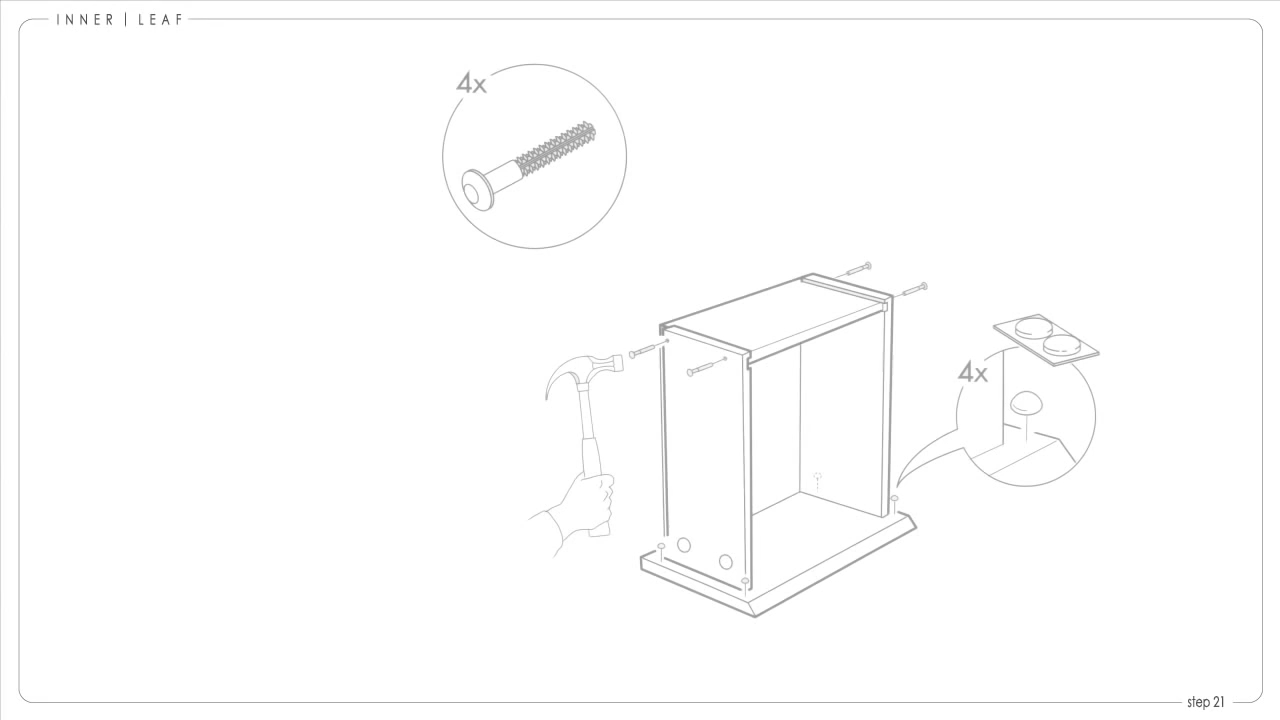 INNER | LEAF
4x
4x
step 21